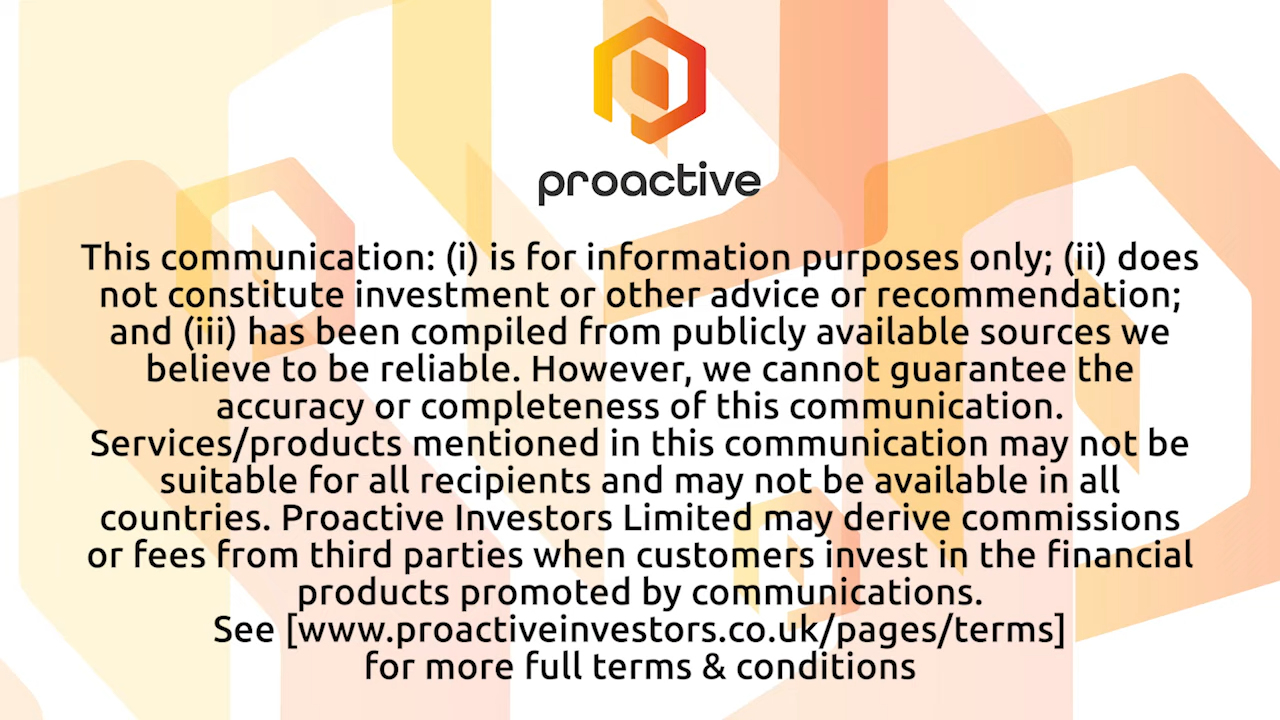 proactive
This communication: (i) is for information purposes only; (ii) does
not constitute investment or other advice or recommendation;
and (iii) has been compiled from publicly available sources we
believe to be reliable. However, we cannot guarantee the
accuracy or completeness of this communication.
Services/products mentioned in this communication may not be
suitable for all recipients and may not be available in all
countries. Proactive Investors Limited may derive commissions
or fees from third parties when customers invest in the financial
products promoted by communications.
See [www.proactiveinvestors.co.uk/pages/terms]
for more full terms & conditions